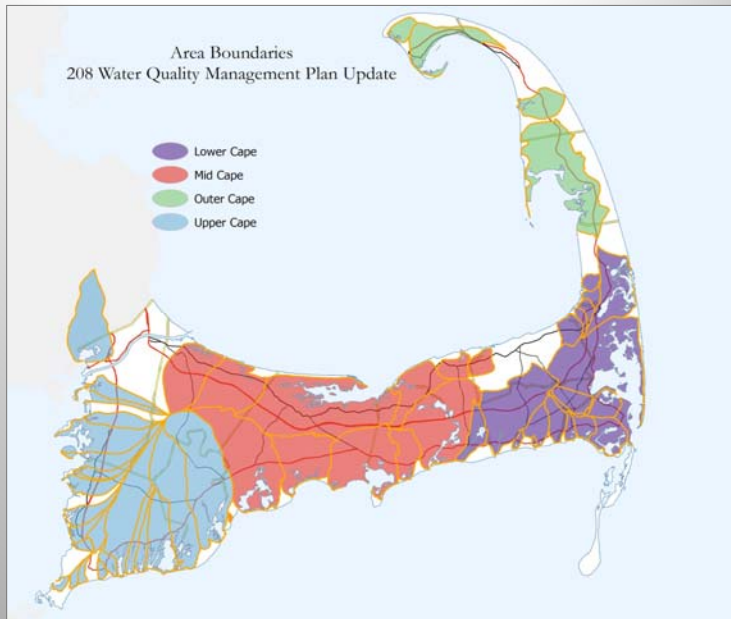 Area Boundaries
208 Water Quality Management Plan Update
Lower Cape
Mid Cape
Outer Cape
Upper Cape